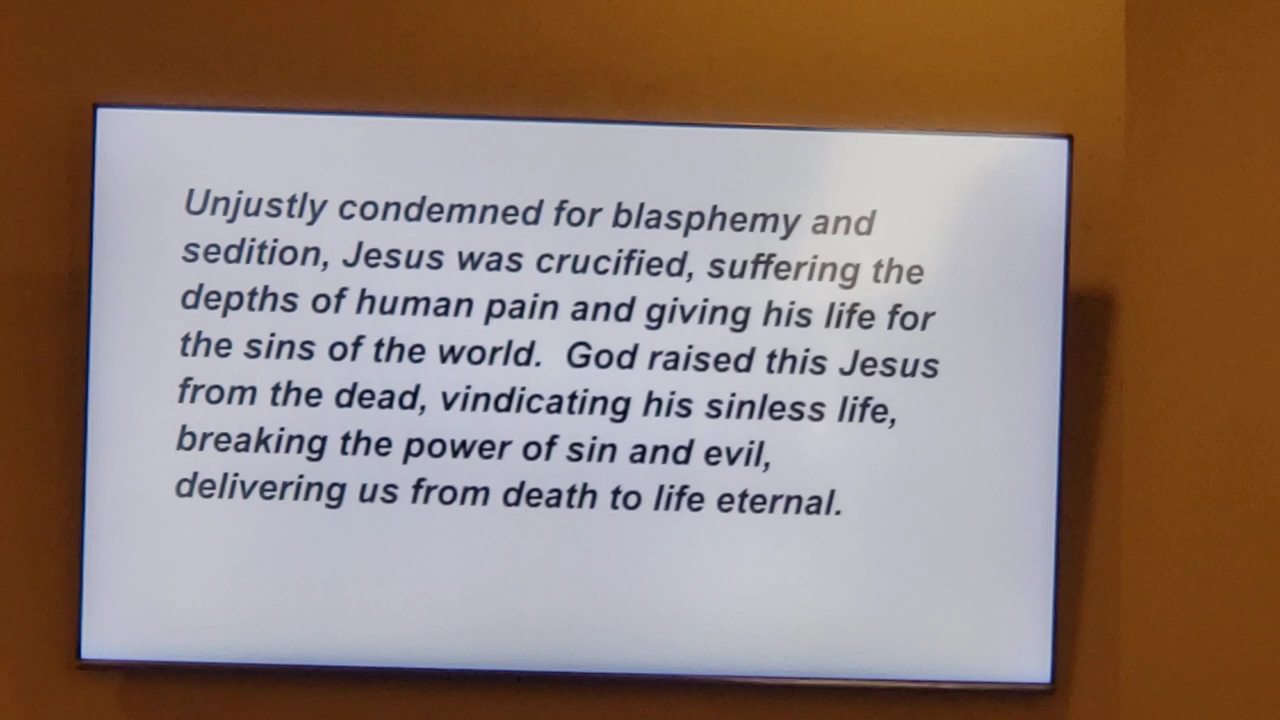 Unjustly condemned for blasphemy and
sedition, Jesus was crucified, suffering the
depths of human pain and giving his life for
the sins of the world.  God raised this Jesus
from the dead, vindicating his sinless life,
breaking the power of sin and evil,
delivering us from death to life eternal.